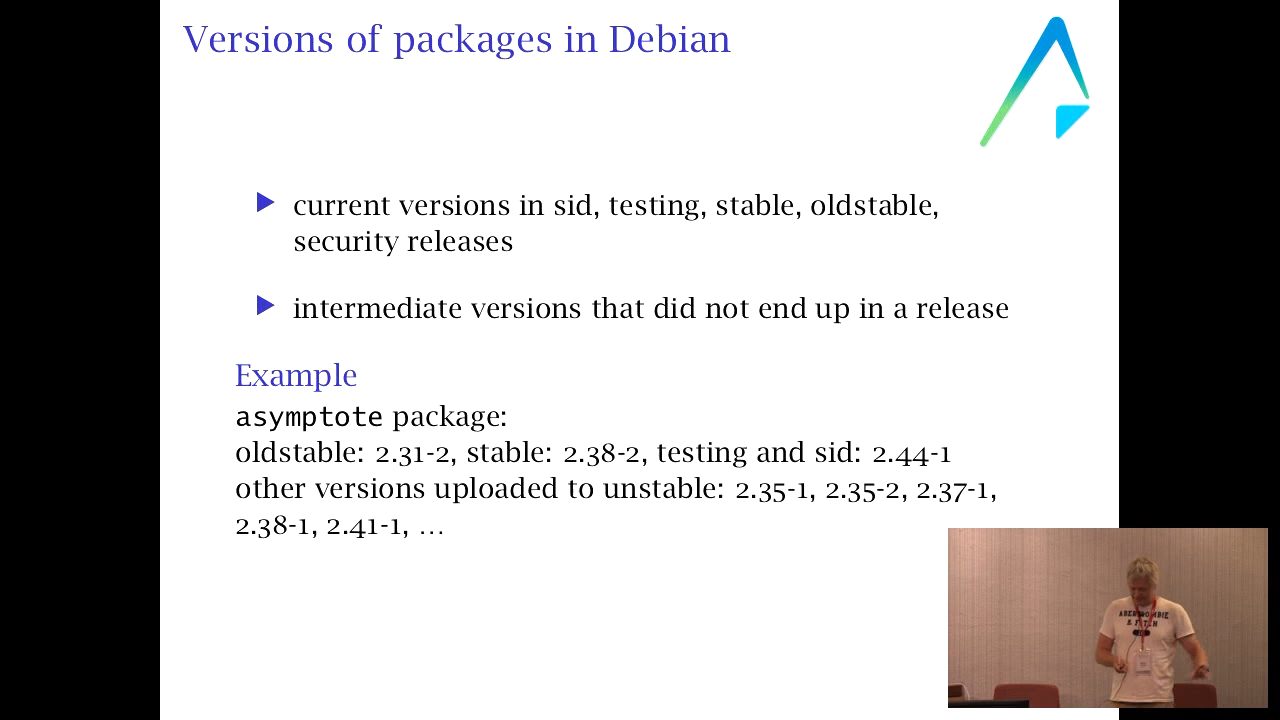 Versions of packages in Debian
current versions in sid, testing, stable, oldstable,
security releases
intermediate versions that did not end up in a release
Example
asymptote package:
oldstable: 2.31-2, stable: 2.38-2, testing and sid: 2.44-1
other versions uploaded to unstable: 2.35-1, 2.35-2, 2.37-1,
2.38-1, 2.41-1, …